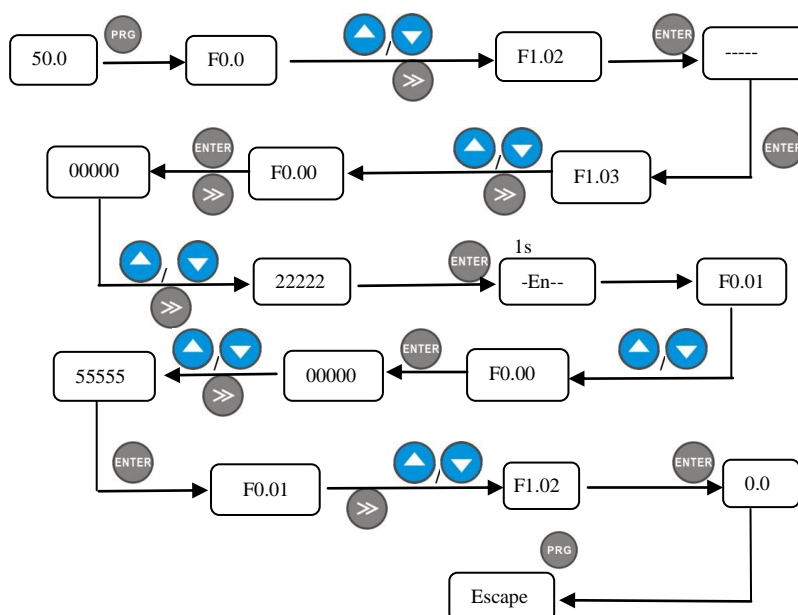 50.0
PRG
F0.0
/
F1.02
ENTER
-----
ENTER
F1.03
/
F0.00
ENTER
00000
/
22222
ENTER
1s
-En--
F0.01
/
F0.00
ENTER
00000
/
55555
ENTER
F0.01
/
F1.02
ENTER
0.0
PRG
Escape